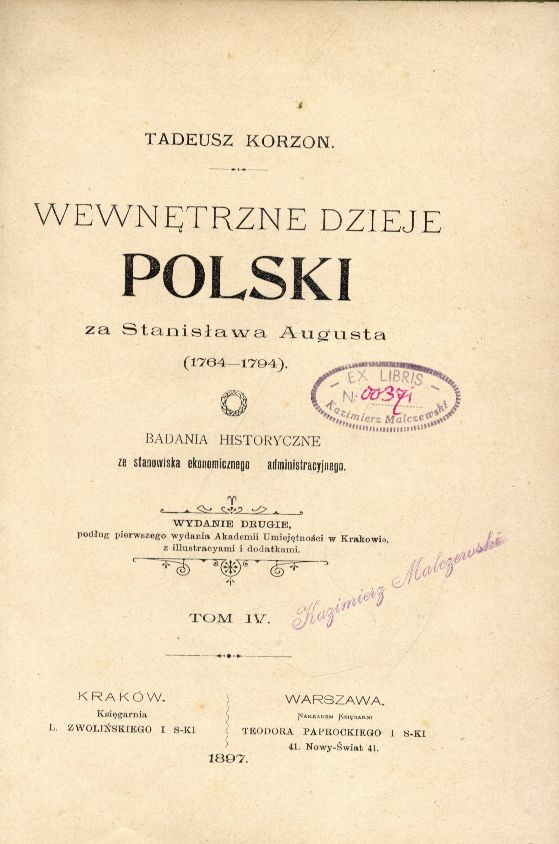 TADEUSZ KORZON.
WEWNĘTRZNE DZIEJE
POLSKI
za Stanisława Augusta
(1764—1794).
— EX LIBRIS —
N: 0037i
Kazimierz Malczewski
BADANIA HISTORYCZNE
ze stanowiska ekonomicznego administracyjnego.
WYDANIE DRUGIE,
podług pierwszego wydania Akademii Umiejętności w Krakowie,
z illustracyami i dodatkami.
Kazimierz Malczewski
TOM IV.
KRAKÓW.
Księgarnia
L. ZWOLIŃSKIEGO I S-KI
WARSZAWA.
Nakładem Księgarni
TEODORA PAPROCKIEGO I S-KI
41. Nowy-Świat 41.
1897.